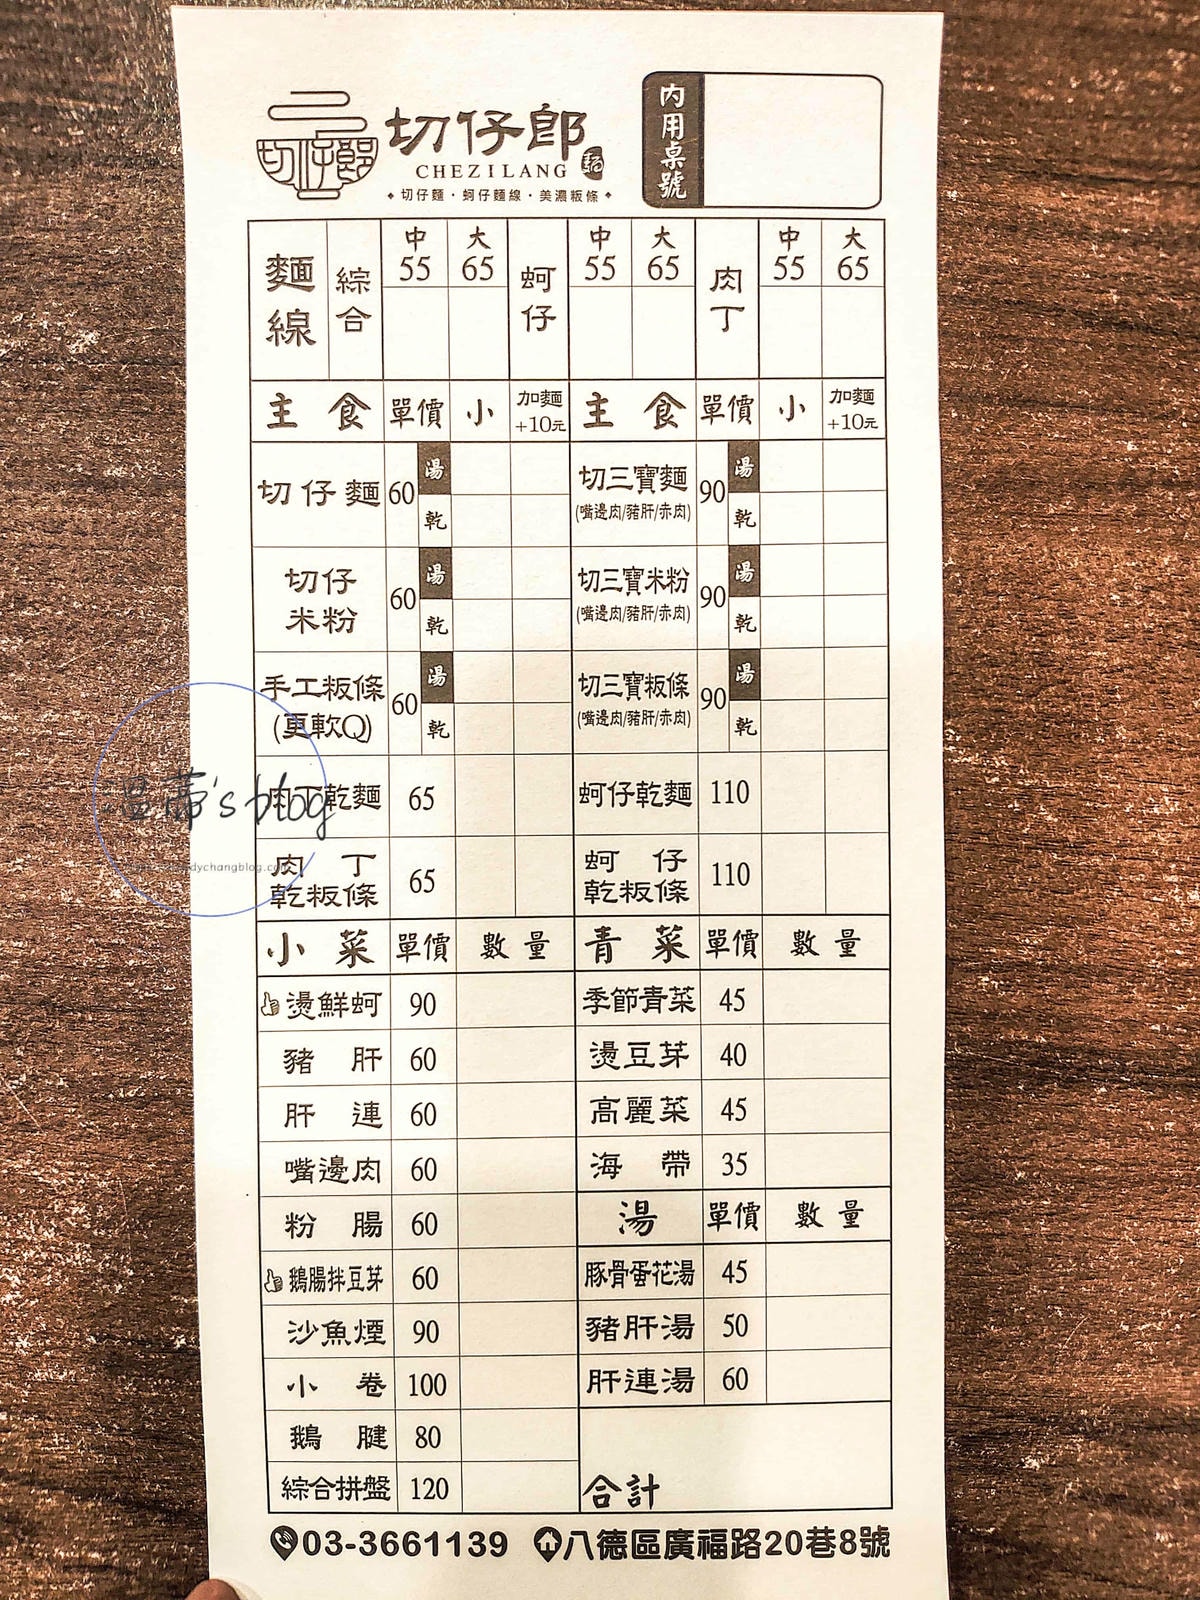 切仔郎
切仔郎
麵
CHEZILANG
切仔麵・蚵仔麵線・美濃粄條
內用桌號
麵線 綜合 中 55 大 65 蚵仔 中 55 大 65 肉丁 中 55 大 65
主食 單價 小 加麵+10元 主食 單價 小 加麵+10元
切仔麵 60 湯 乾 切三寶麵 (嘴邊肉/豬肝/赤肉) 90 湯 乾
切仔米粉 60 湯 乾 切三寶米粉 (嘴邊肉/豬肝/赤肉) 90 湯 乾
手工粄條 (更軟Q) 60 湯 乾 切三寶粄條 (嘴邊肉/豬肝/赤肉) 90 湯 乾
肉丁乾麵 65 蚵仔乾麵 110
肉丁乾粄條 65 蚵仔乾粄條 110
小菜 單價 數量 青菜 單價 數量
燙鮮蚵 90 季節青菜 45
豬肝 60 燙豆芽 40
肝連 60 高麗菜 45
嘴邊肉 60 海帶 35
粉腸 60 湯 單價 數量
鵝腸拌豆芽 60 豚骨蛋花湯 45
沙魚煙 90 豬肝湯 50
小卷 100 肝連湯 60
鵝腱 80
綜合拼盤 120 合計
03-3661139 八德區廣福路20巷8號
溫蒂's blog